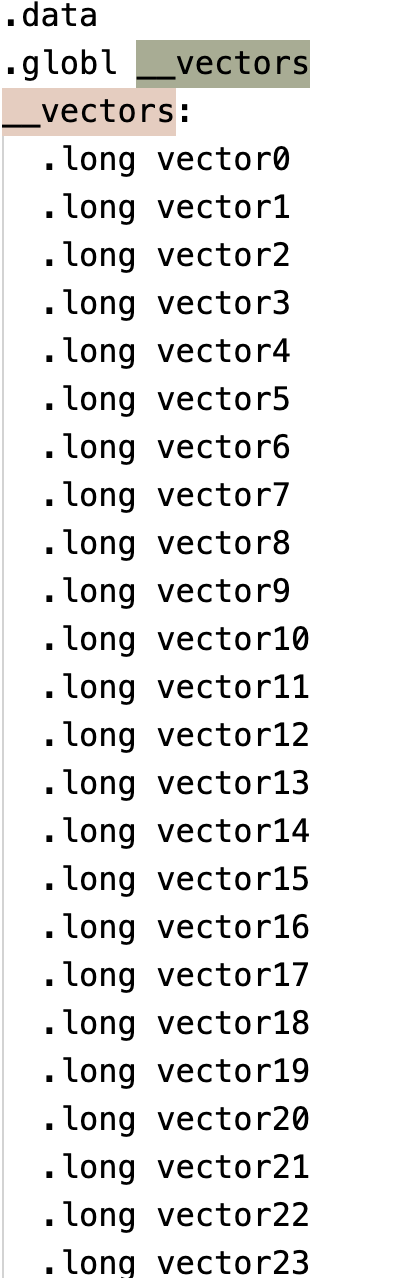 .data
.globl __vectors
__vectors:
.long vector0
.long vector1
.long vector2
.long vector3
.long vector4
.long vector5
.long vector6
.long vector7
.long vector8
.long vector9
.long vector10
.long vector11
.long vector12
.long vector13
.long vector14
.long vector15
.long vector16
.long vector17
.long vector18
.long vector19
.long vector20
.long vector21
.long vector22
.long vector23